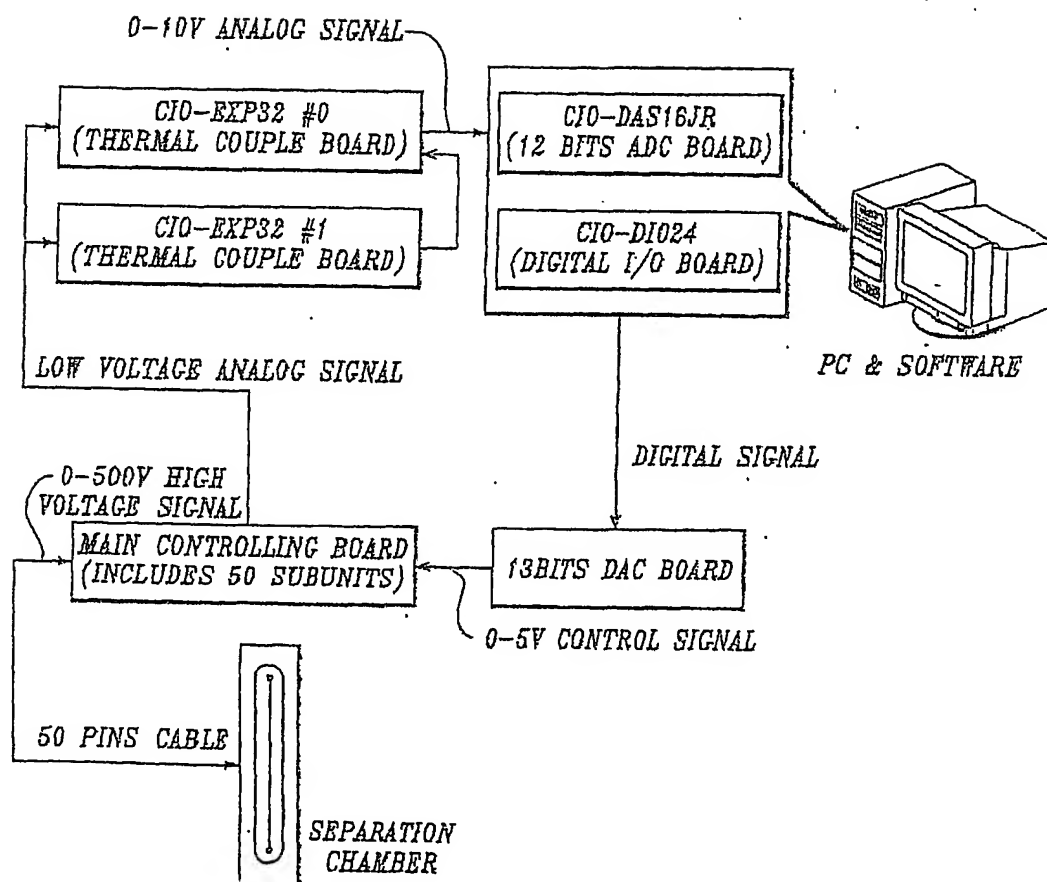 0-10V ANALOG SIGNAL
CIO-EXP32 #0
(THERMAL COUPLE BOARD)
CIO-DAS16JR
(12 BITS ADC BOARD)
CIO-EXP32 #1
(THERMAL COUPLE BOARD)
CIO-DIO24
(DIGITAL I/O BOARD)
PC & SOFTWARE
LOW VOLTAGE ANALOG SIGNAL
DIGITAL SIGNAL
0-500V HIGH
VOLTAGE SIGNAL
MAIN CONTROLLING BOARD
(INCLUDES 50 SUBUNITS)
13BITS DAC BOARD
0-5V CONTROL SIGNAL
50 PINS CABLE
SEPARATION
CHAMBER